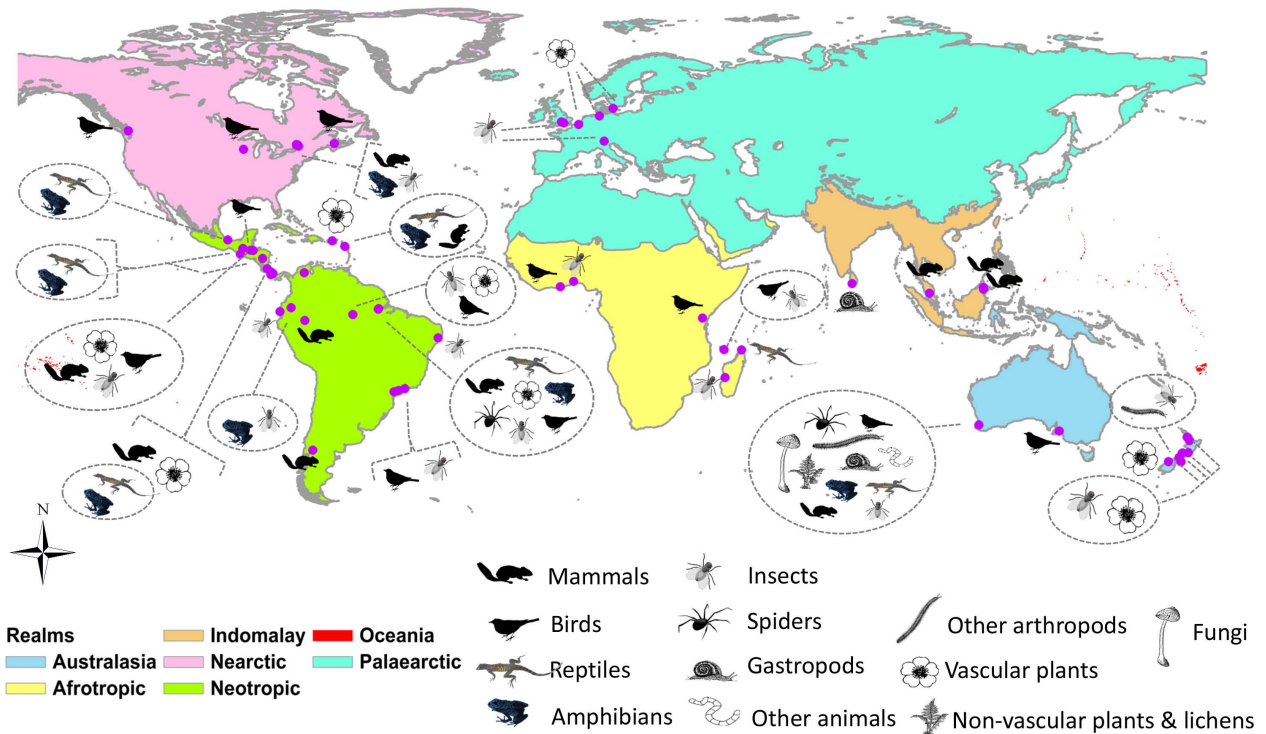 N
Mammals
Insects
Birds
Spiders
Other arthropods
Fungi
Reptiles
Gastropods
Vascular plants
Amphibians
Other animals
Non-vascular plants & lichens
Realms
Indomalay
Oceania
Australasia
Nearctic
Palaearctic
Afrotropic
Neotropic